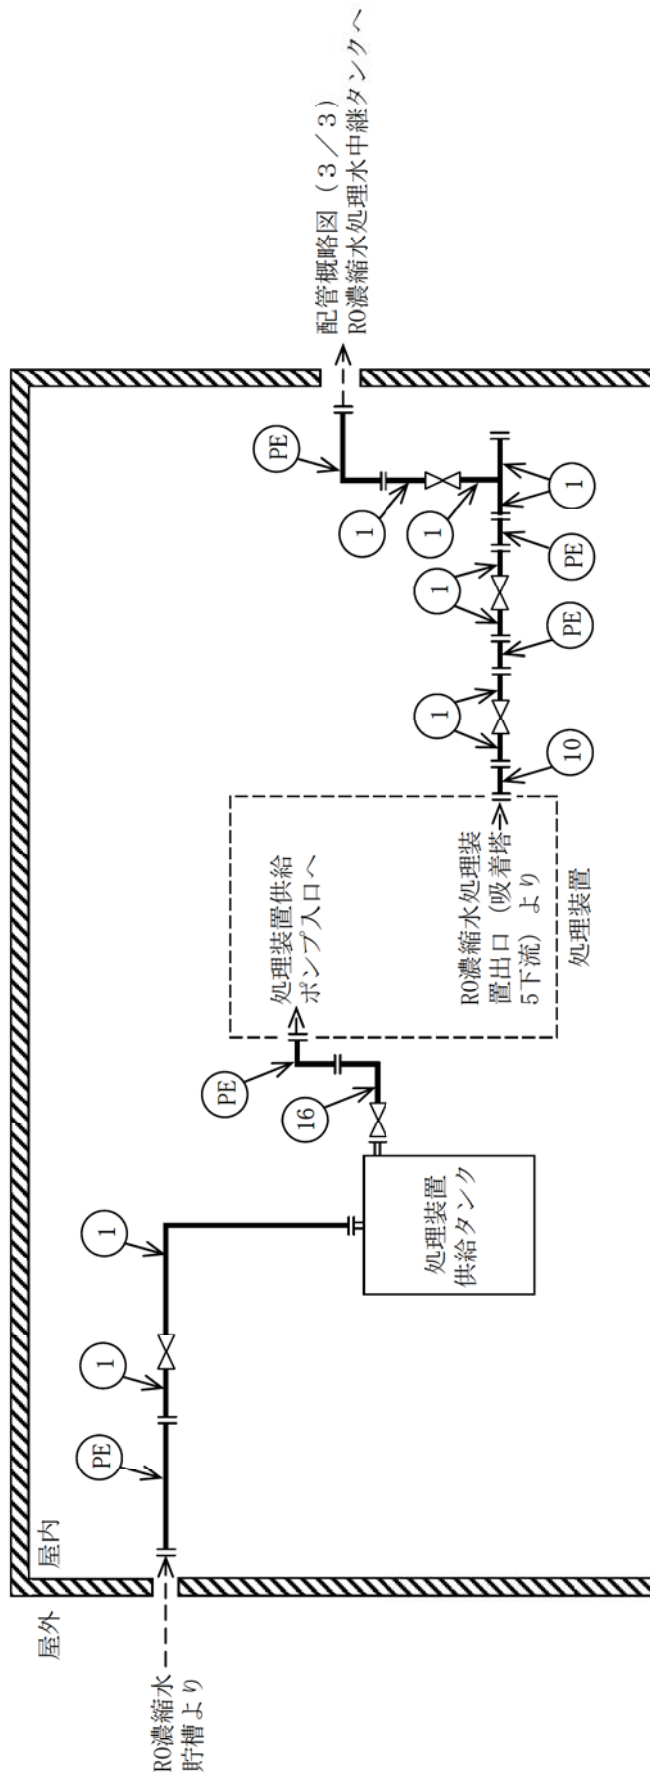 屋外
屋内
RO濃縮水
貯槽より
PE
1
1
処理装置
供給タンク
16
PE
処理装置供給
ポンプ入口へ
RO濃縮水処理装
置出口（吸着塔
5下流）より
処理装置
10
1
PE
1
PE
1
1
1
PE
配管概略図（３／３）
RO濃縮水処理水中継タンクへ